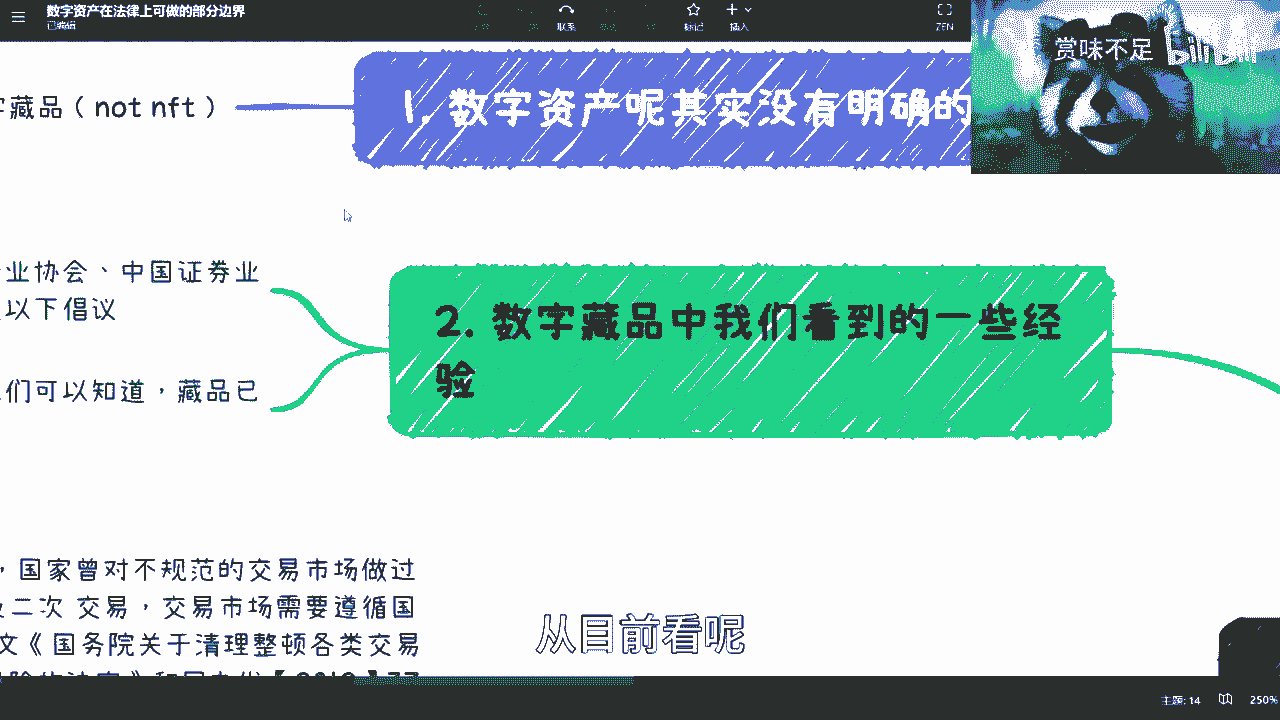 数字资产在法律上可做的部分边界
已编辑
联系
标记
插入
ZEN
赏味不足
bilibili
字藏品（not nft）
1. 数字资产呢其实没有明确的
业协会、中国证券业
以下倡议
2. 数字藏品中我们看到的一些经
验
们可以知道，藏品已
，国家曾对不规范的交易市场做过
二次 交易，交易市场需要遵循国
文《国务院关于清理整顿各类交易
从目前看呢
主题: 14
250%